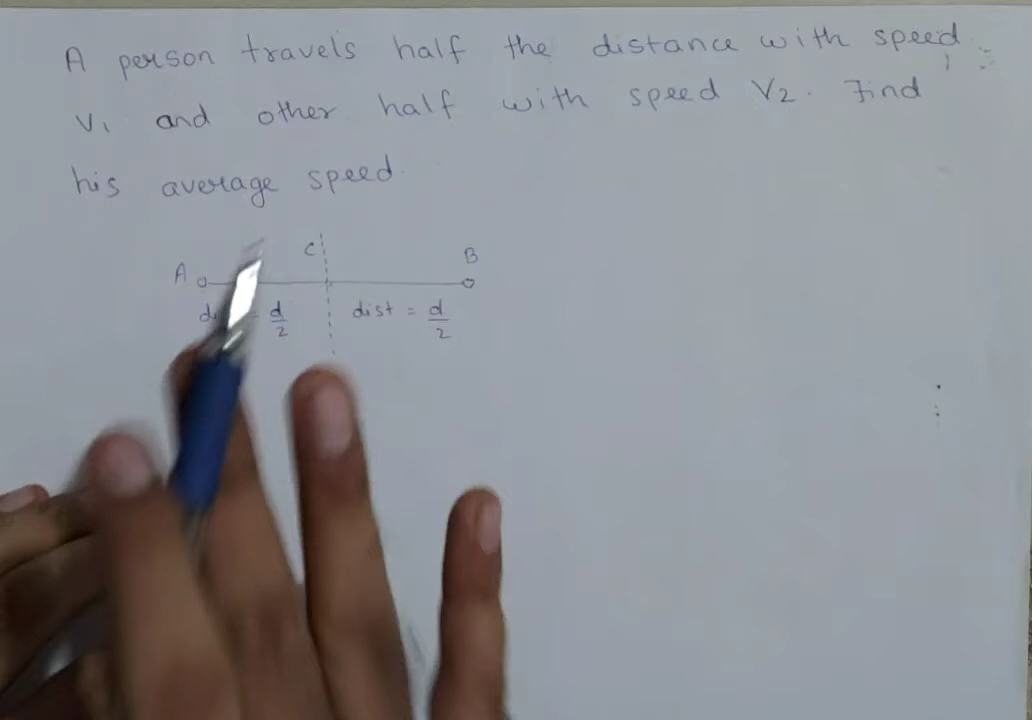 A person travels half the distance with speed
V1 and other half with speed V2. Find
his average speed.
A C B
d/2 dist = d/2